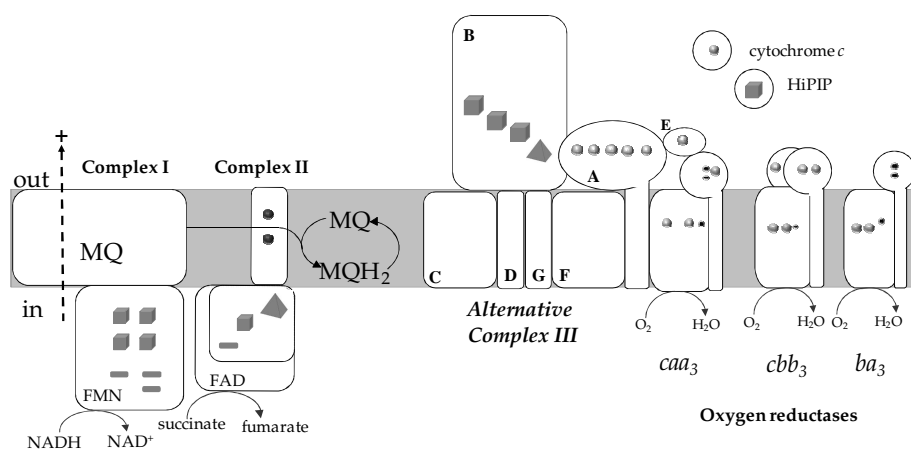 B
cytochrome c
HiPIP
E
+
Complex I
Complex II
out
A
MQ
MQ
MQH2
C
D
G
F
in
Alternative
Complex III
O2
H2O
O2
H2O
O2
H2O
caa3
cbb3
ba3
FMN
FAD
Oxygen reductases
succinate
fumarate
NADH
NAD+